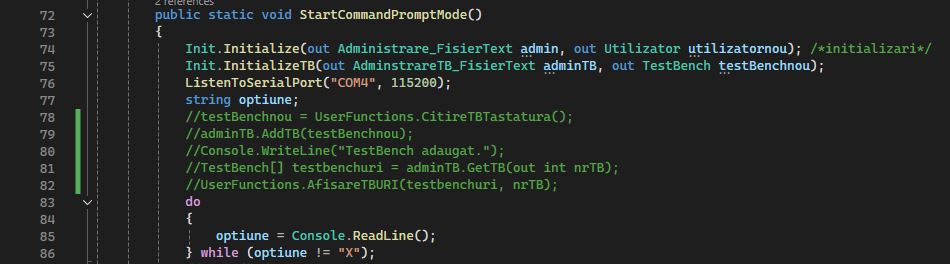 2 references
72 public static void StartCommandPromptMode()
73 {
74 Init.Initialize(out Administrare_FisierText admin, out Utilizator utilizatornou); /*initializari*/
75 Init.InitializeTB(out AdminstrareTB_FisierText adminTB, out TestBench testBenchnou);
76 ListenToSerialPort("COM4", 115200);
77 string optiune;
78 //testBenchnou = UserFunctions.CitireTBTastatura();
79 //adminTB.AddTB(testBenchnou);
80 //Console.WriteLine("TestBench adaugat.");
81 //TestBench[] testbenchuri = adminTB.GetTB(out int nrTB);
82 //UserFunctions.AfisareTBURI(testbenchuri, nrTB);
83 do
84 {
85 optiune = Console.ReadLine();
86 } while (optiune != "X");